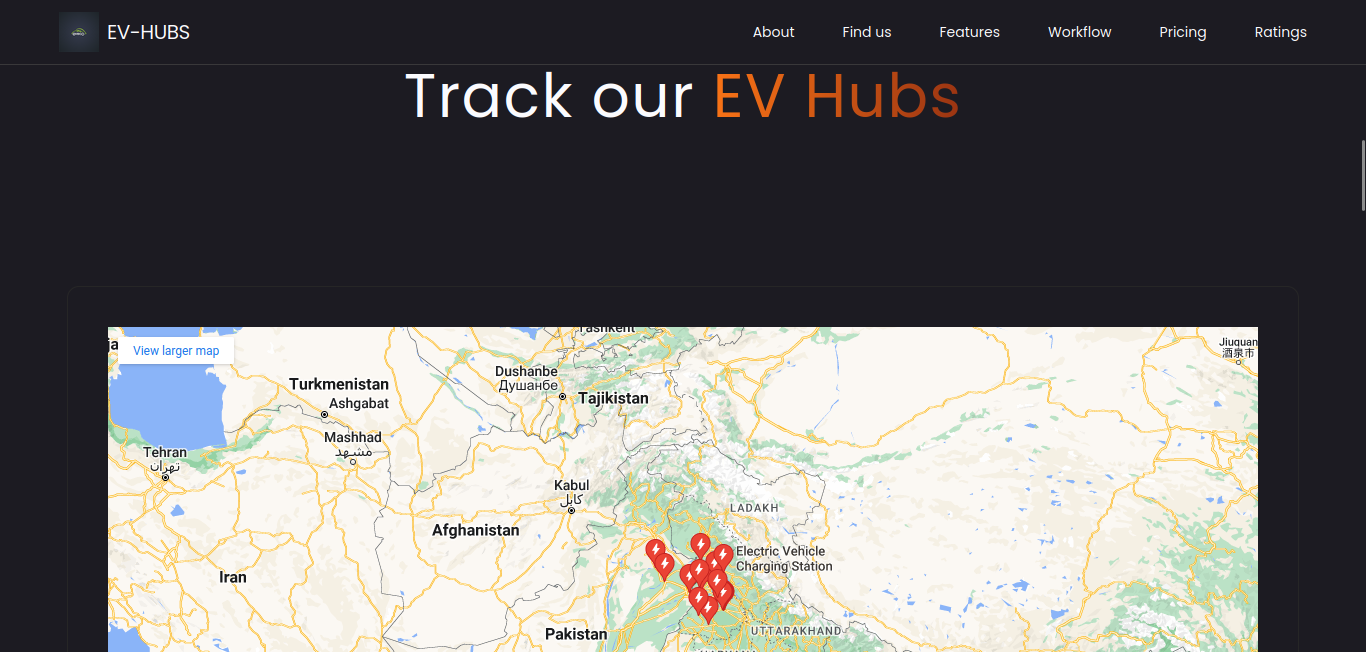 EV-HUBS
About
Find us
Features
Workflow
Pricing
Ratings
Track our EV Hubs
View larger map
Tashkent
Jiuquan
酒泉市
Dushanbe
Душанбе
Turkmenistan
Tajikistan
Ashgabat
Mashhad
مشهد
Tehran
تهران
Kabul
كابل
LADAKH
Afghanistan
Electric Vehicle
Charging Station
Iran
Pakistan
UTTARAKHAND